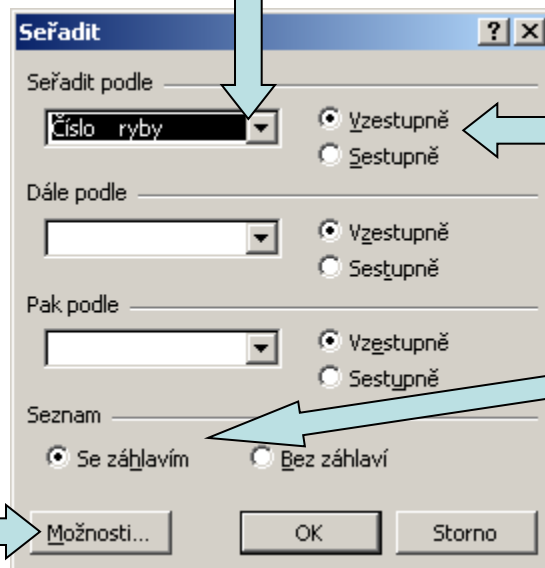 Seřadit
Seřadit podle
Číslo ryby
Vzestupně
Sestupně
Dále podle
Vzestupně
Sestupně
Pak podle
Vzestupně
Sestupně
Seznam
Se záhlavím
Bez záhlaví
Možnosti...
OK
Storno